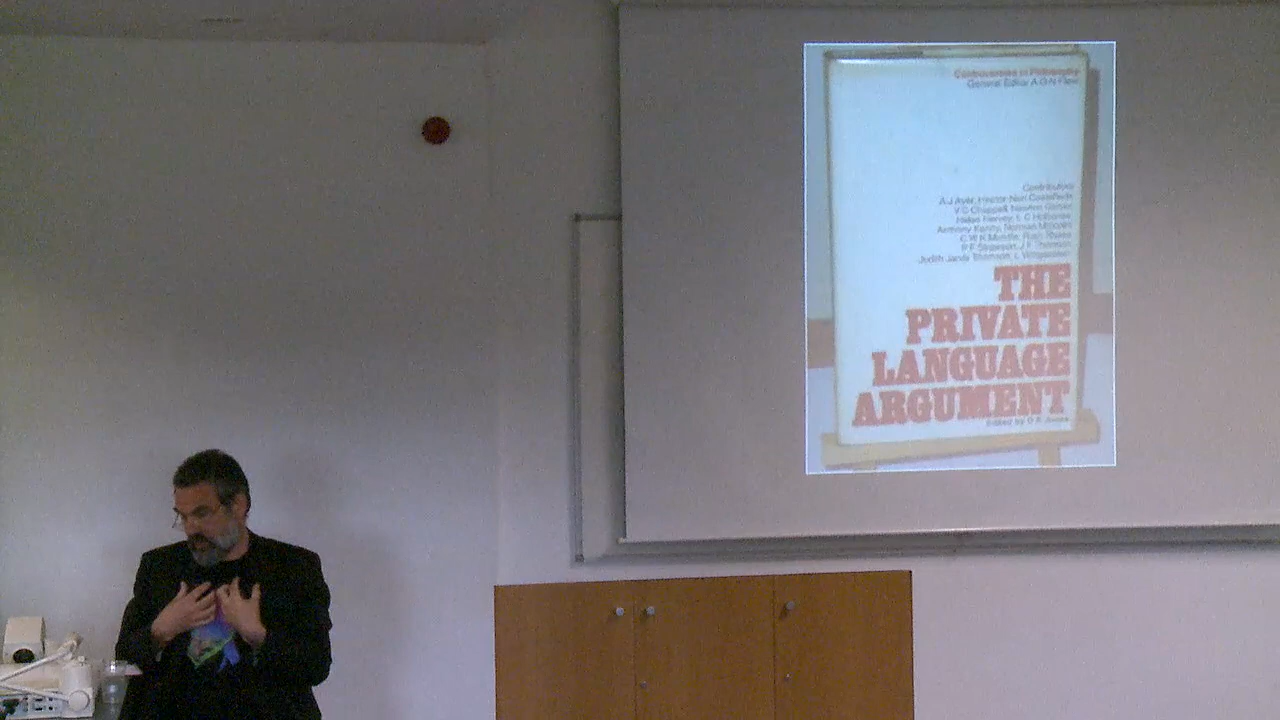 Controversies in Philosophy
General Editor A.G.N Flew
Contributors
A.J Ayer, Hector-Neri Castañeda
V.C Chappell, Newton Garver
Helen Hervey, L C Holborow
Anthony Kenny, Norman Malcolm
C.W.K Mundle, Rush Rhees
P.F Strawson, J F Thomson
Judith Jarvis Thomson, L Wittgenstein
THE
PRIVATE
LANGUAGE
ARGUMENT
Edited by O R Jones